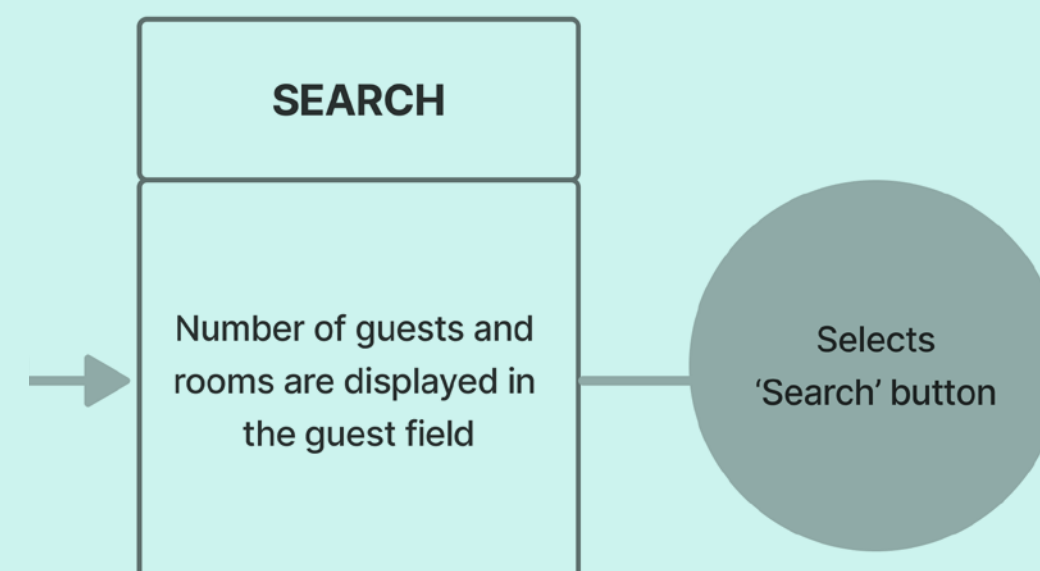 SEARCH
Number of guests and
rooms are displayed in
the guest field
Selects
‘Search’ button